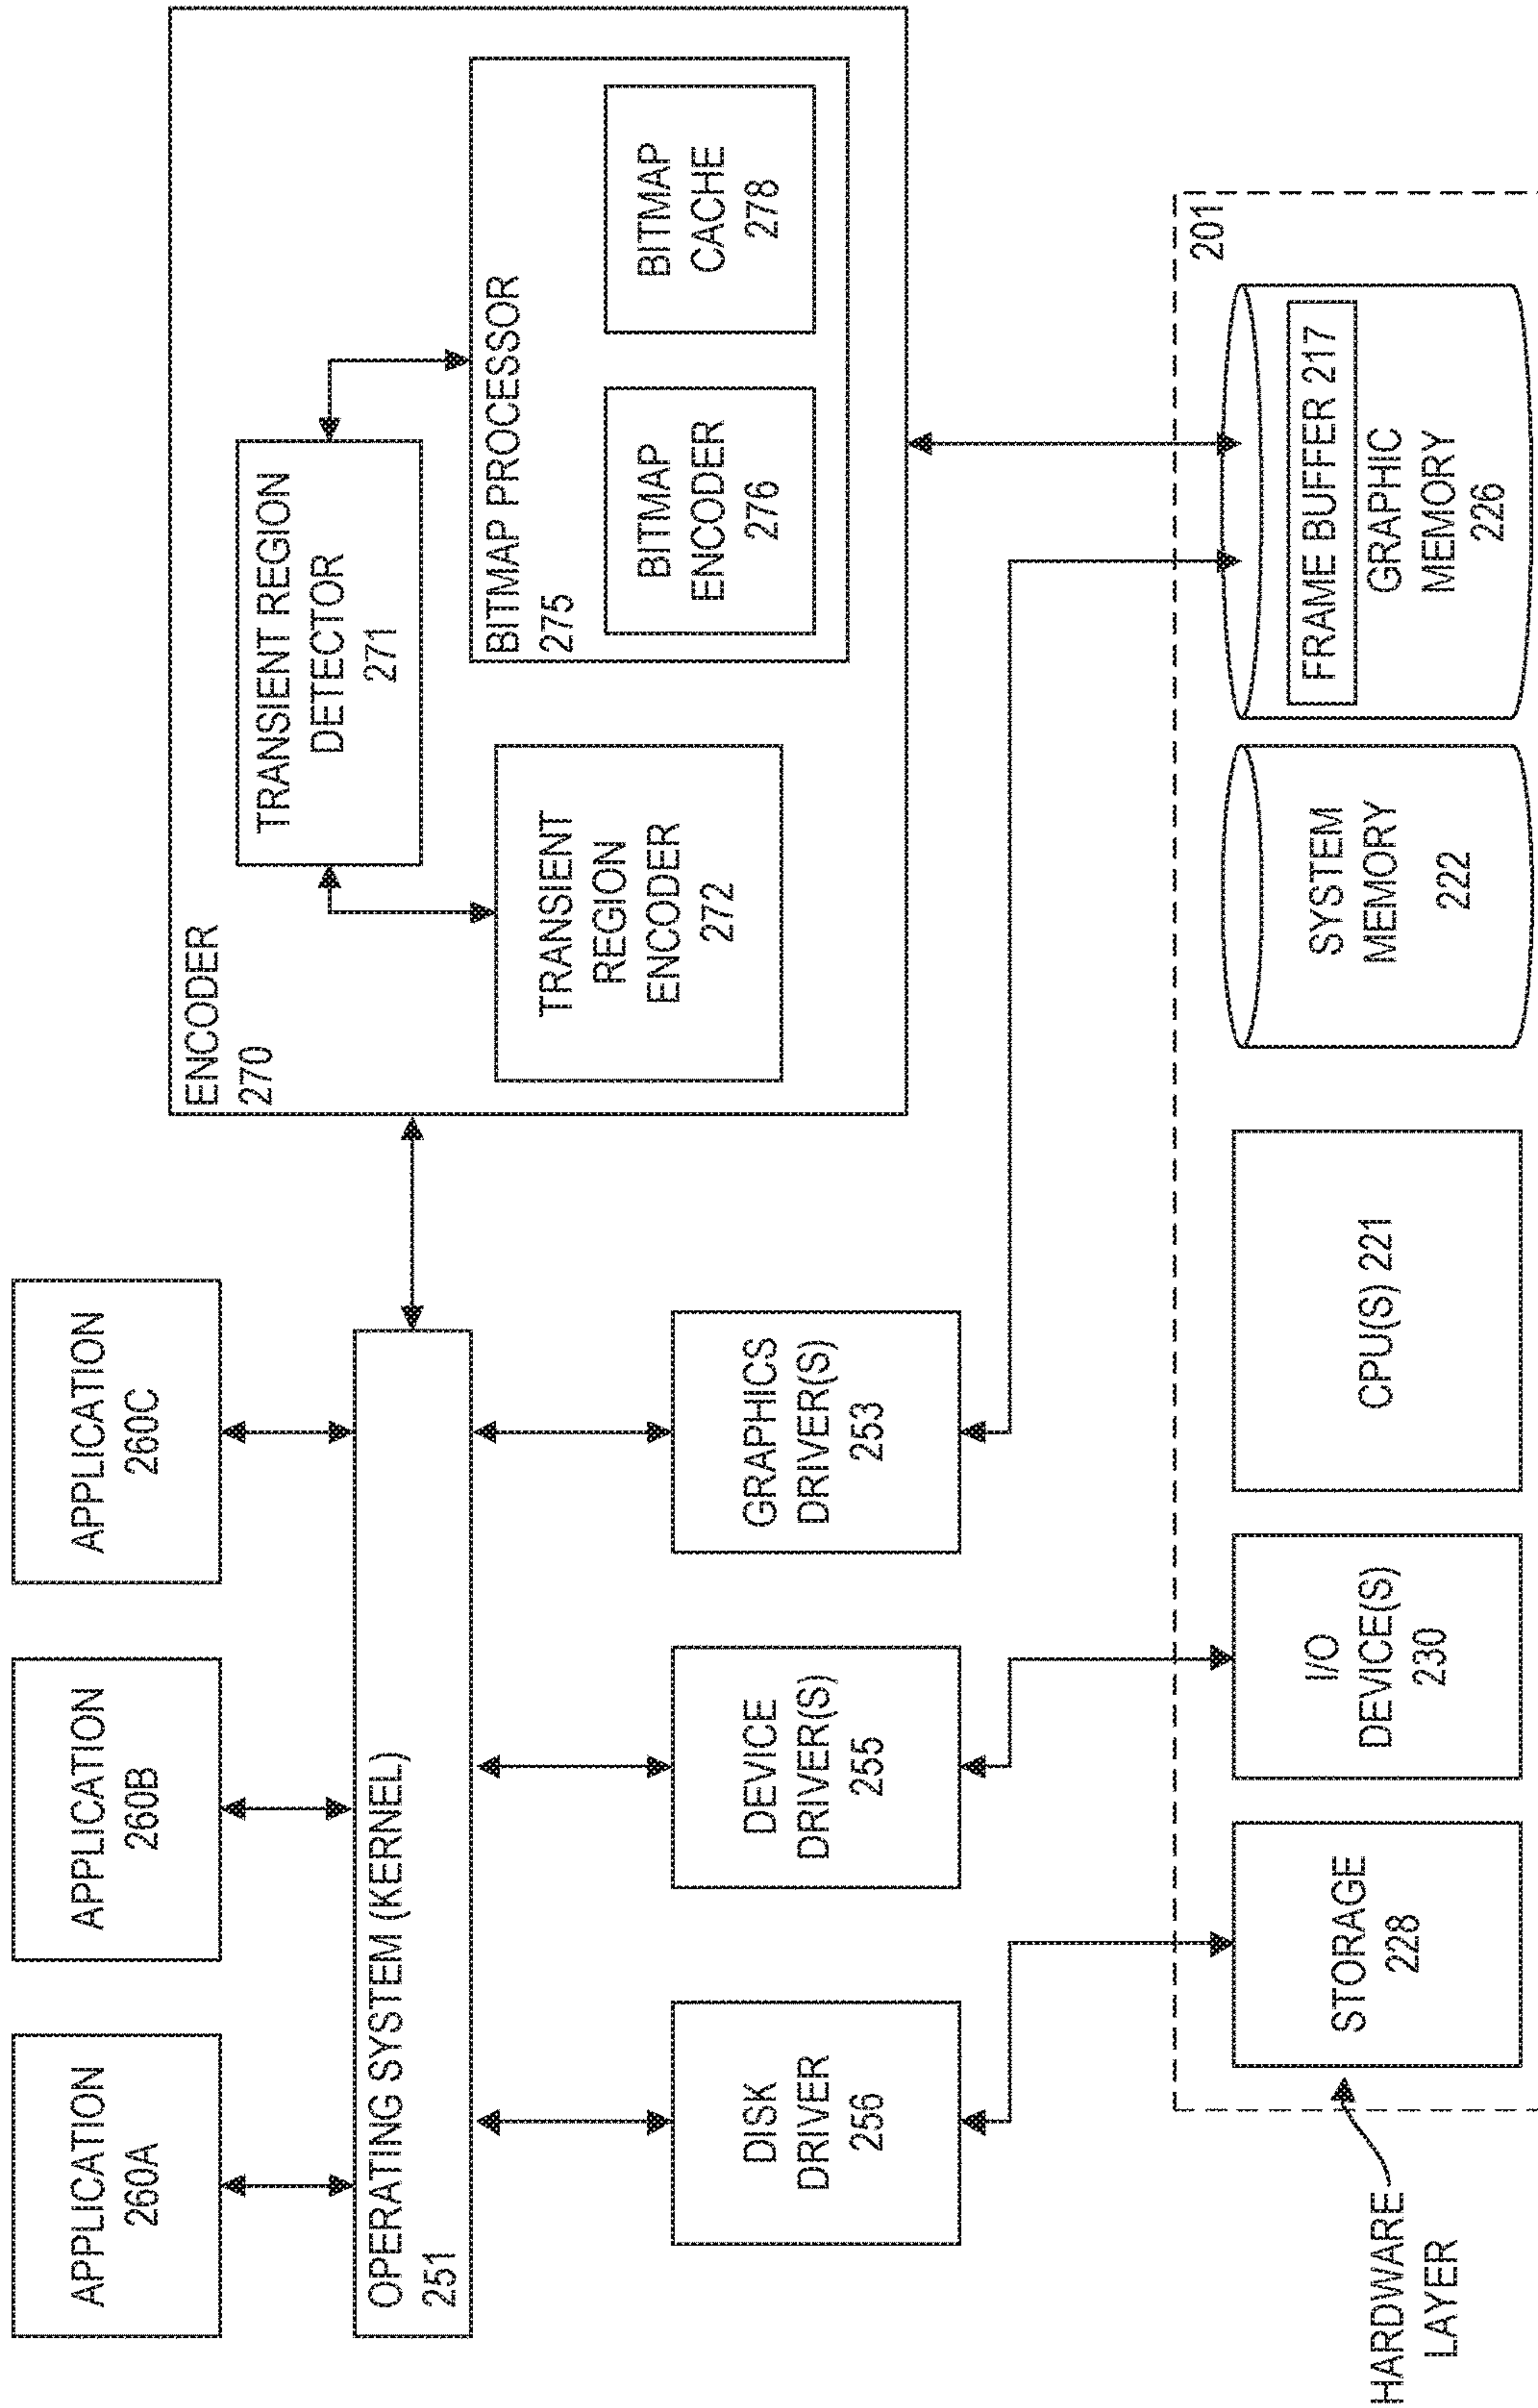 APPLICATION
260A
APPLICATION
260B
APPLICATION
260C
OPERATING SYSTEM (KERNEL)
251
DISK
DRIVER
256
DEVICE
DRIVER(S)
255
GRAPHICS
DRIVER(S)
253
ENCODER
270
TRANSIENT REGION
DETECTOR
271
TRANSIENT
REGION
ENCODER
272
BITMAP PROCESSOR
275
BITMAP
ENCODER
276
BITMAP
CACHE
278
HARDWARE
LAYER
201
STORAGE
228
I/O
DEVICE(S)
230
CPU(S) 221
SYSTEM
MEMORY
222
FRAME BUFFER 217
GRAPHIC
MEMORY
226